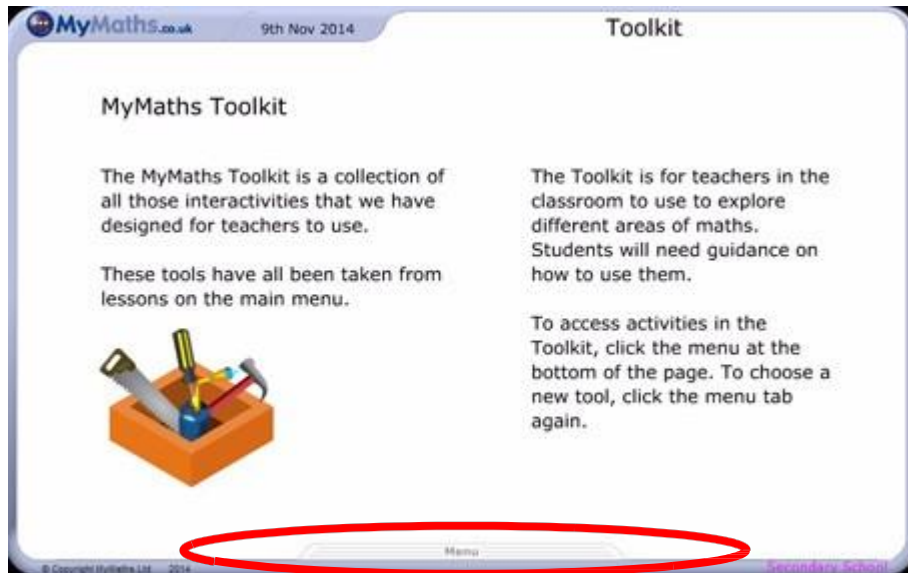 MyMaths.co.uk
9th Nov 2014
Toolkit
MyMaths Toolkit
The MyMaths Toolkit is a collection of
all those interactivities that we have
designed for teachers to use.
These tools have all been taken from
lessons on the main menu.
The Toolkit is for teachers in the
classroom to use to explore
different areas of maths.
Students will need guidance on
how to use them.
To access activities in the
Toolkit, click the menu at the
bottom of the page. To choose a
new tool, click the menu tab
again.
Menu
© Copyright MyMaths Ltd 2014
Secondary School